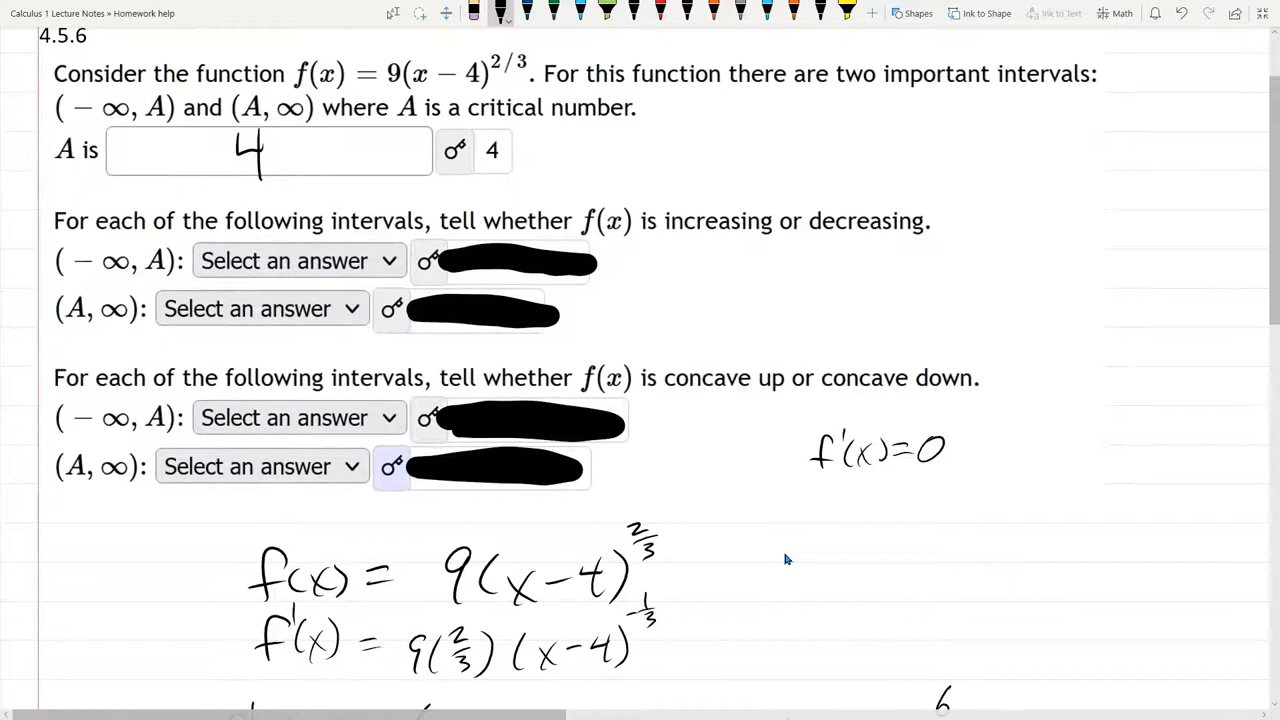 Calculus 1 Lecture Notes » Homework help
Shapes Ink to Shape Ink to Text Math
4.5.6
Consider the function f(x) = 9(x − 4)^{2/3}. For this function there are two important intervals:
(− ∞, A) and (A, ∞) where A is a critical number.
A is 4 4
For each of the following intervals, tell whether f(x) is increasing or decreasing.
(− ∞, A): Select an answer
(A, ∞): Select an answer
For each of the following intervals, tell whether f(x) is concave up or concave down.
(− ∞, A): Select an answer
(A, ∞): Select an answer
f'(x)=0
f(x) = 9(x−4)^{2/3}
f'(x) = 9(2/3)(x−4)^{-1/3}
6